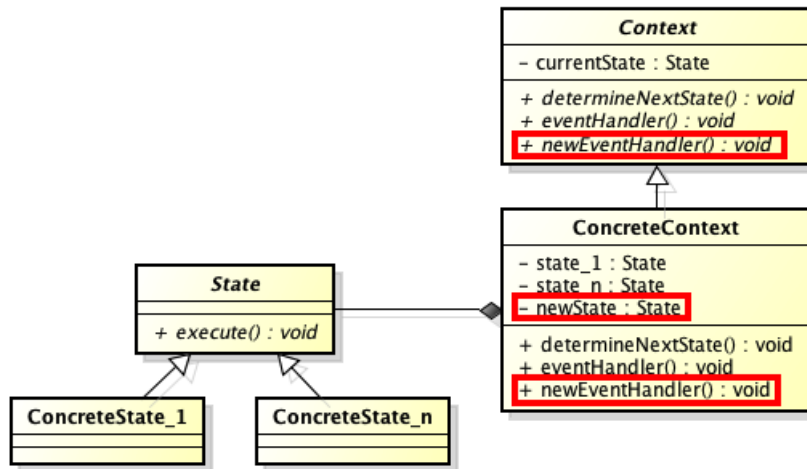 Context
- currentState : State
+ determineNextState() : void
+ eventHandler() : void
+ newEventHandler() : void
ConcreteContext
- state_1 : State
- state_n : State
- newState : State
+ determineNextState() : void
+ eventHandler() : void
+ newEventHandler() : void
State
+ execute() : void
ConcreteState_1
ConcreteState_n